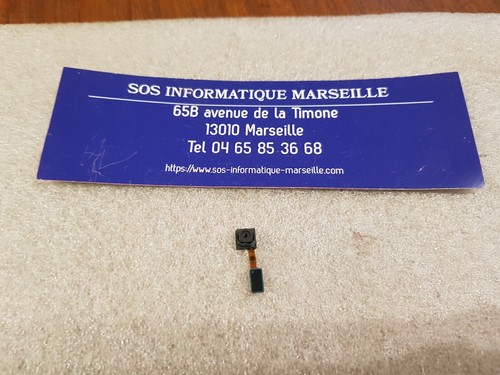 SOS INFORMATIQUE MARSEILLE
65B avenue de la Timone
13010 Marseille
Tel 04 65 85 36 68
https://www.sos-informatique-marseille.com